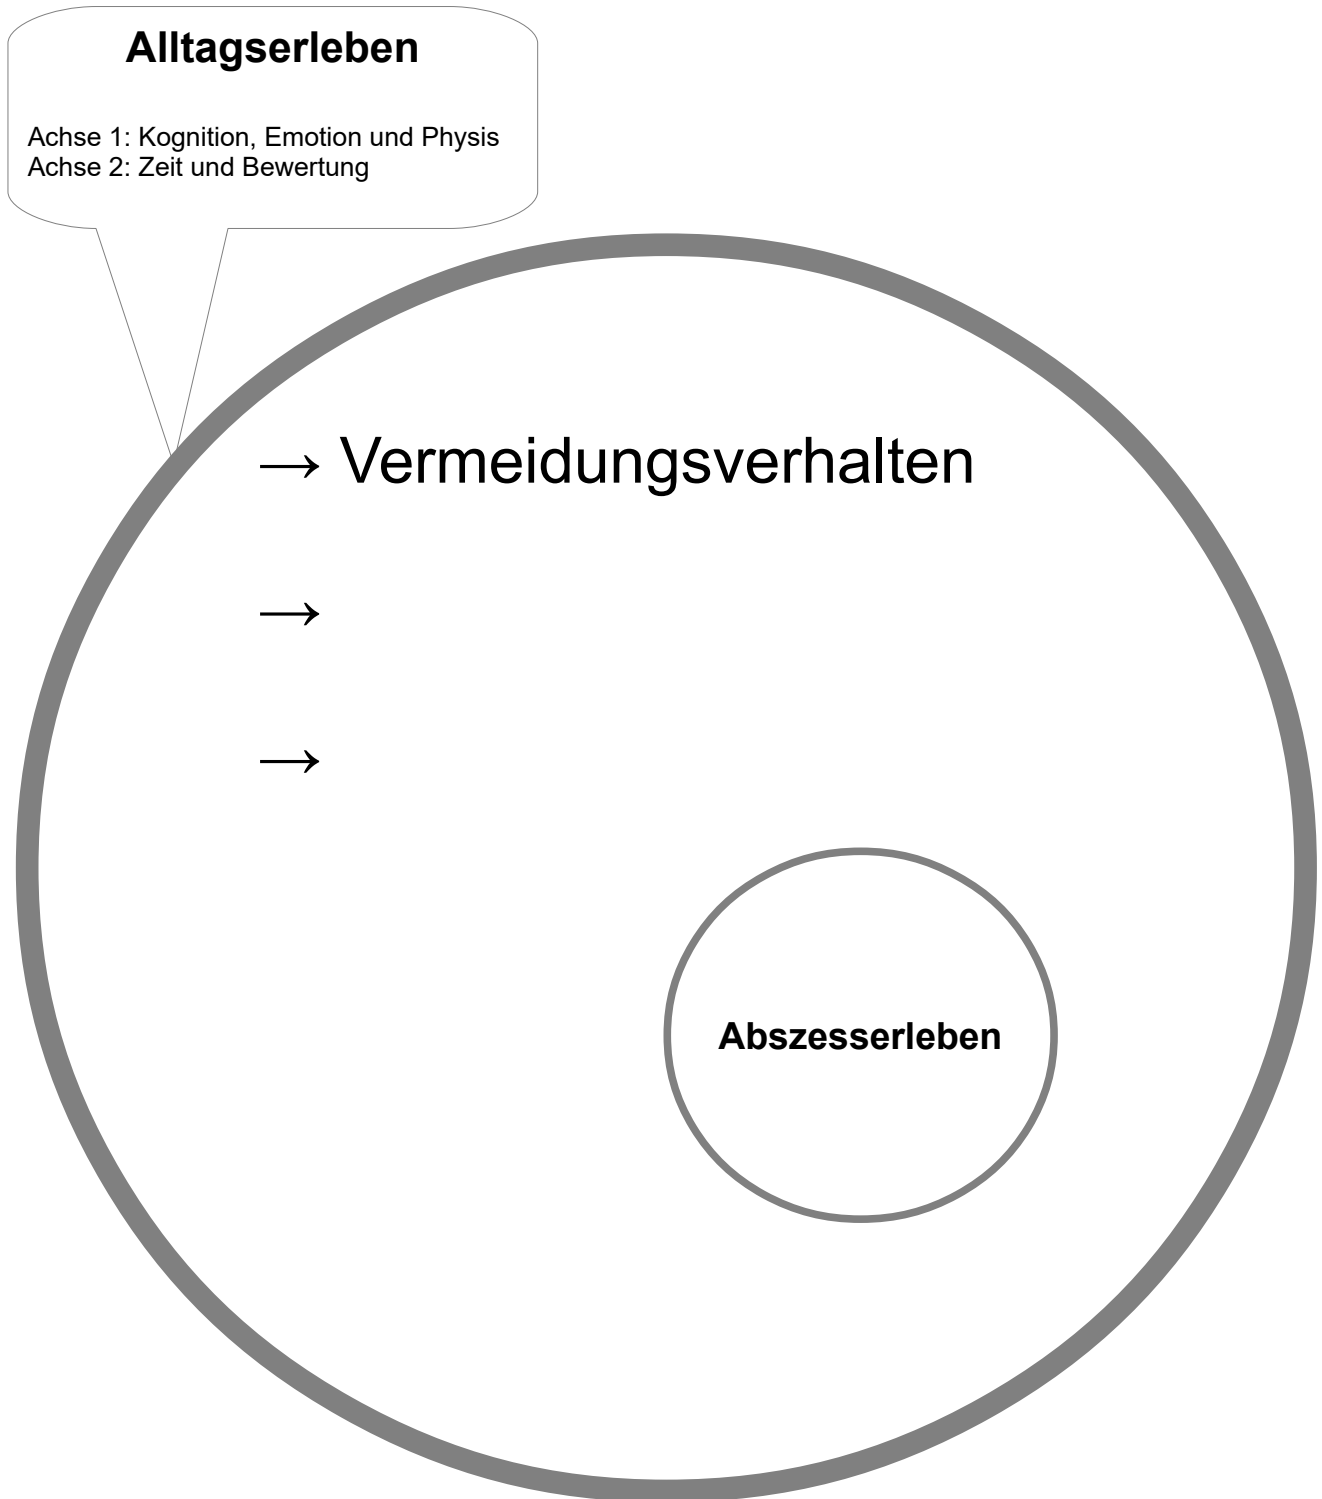 Alltagserleben
Achse 1: Kognition, Emotion und Physis
Achse 2: Zeit und Bewertung
→ Vermeidungsverhalten
→
→
Abszesserleben